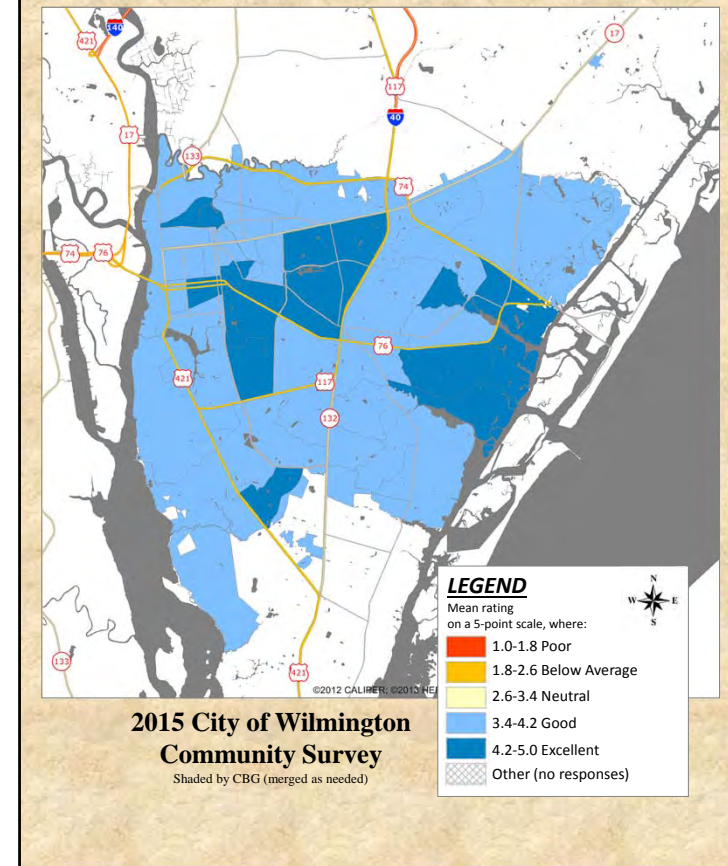 140
421
17
117
40
17
133
74
74
76
76
421
117
132
133
421
©2012 CALIPER; ©2013 HE
LEGEND
Mean rating
on a 5-point scale, where:
N
W E
S
1.0-1.8 Poor
1.8-2.6 Below Average
2.6-3.4 Neutral
3.4-4.2 Good
4.2-5.0 Excellent
Other (no responses)
2015 City of Wilmington
Community Survey
Shaded by CBG (merged as needed)